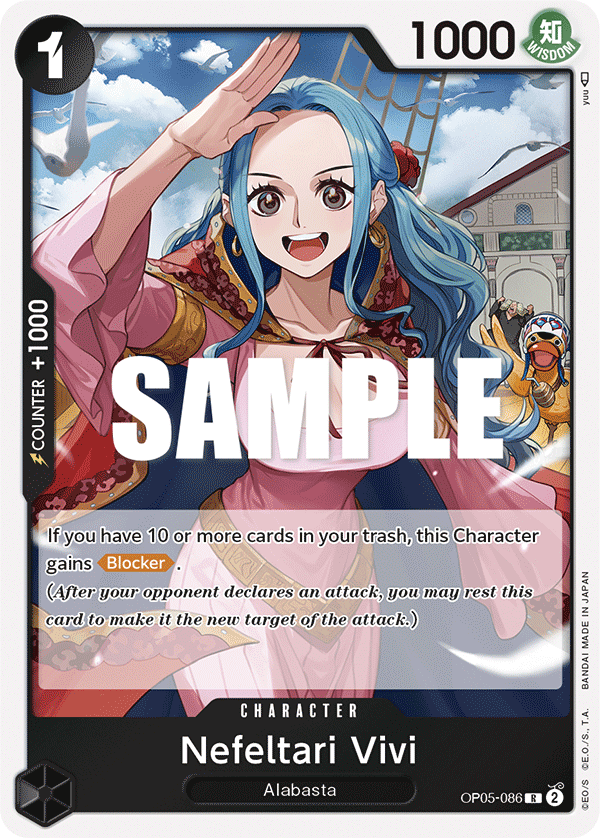 1
1000
知
WISDOM
yuu
COUNTER +1000
SAMPLE
If you have 10 or more cards in your trash, this Character
gains Blocker .
(After your opponent declares an attack, you may rest this
card to make it the new target of the attack.)
CHARACTER
Nefeltari Vivi
Alabasta
OP05-086 R 2
©EO/S ©E.O./S., T.A. BANDAI MADE IN JAPAN